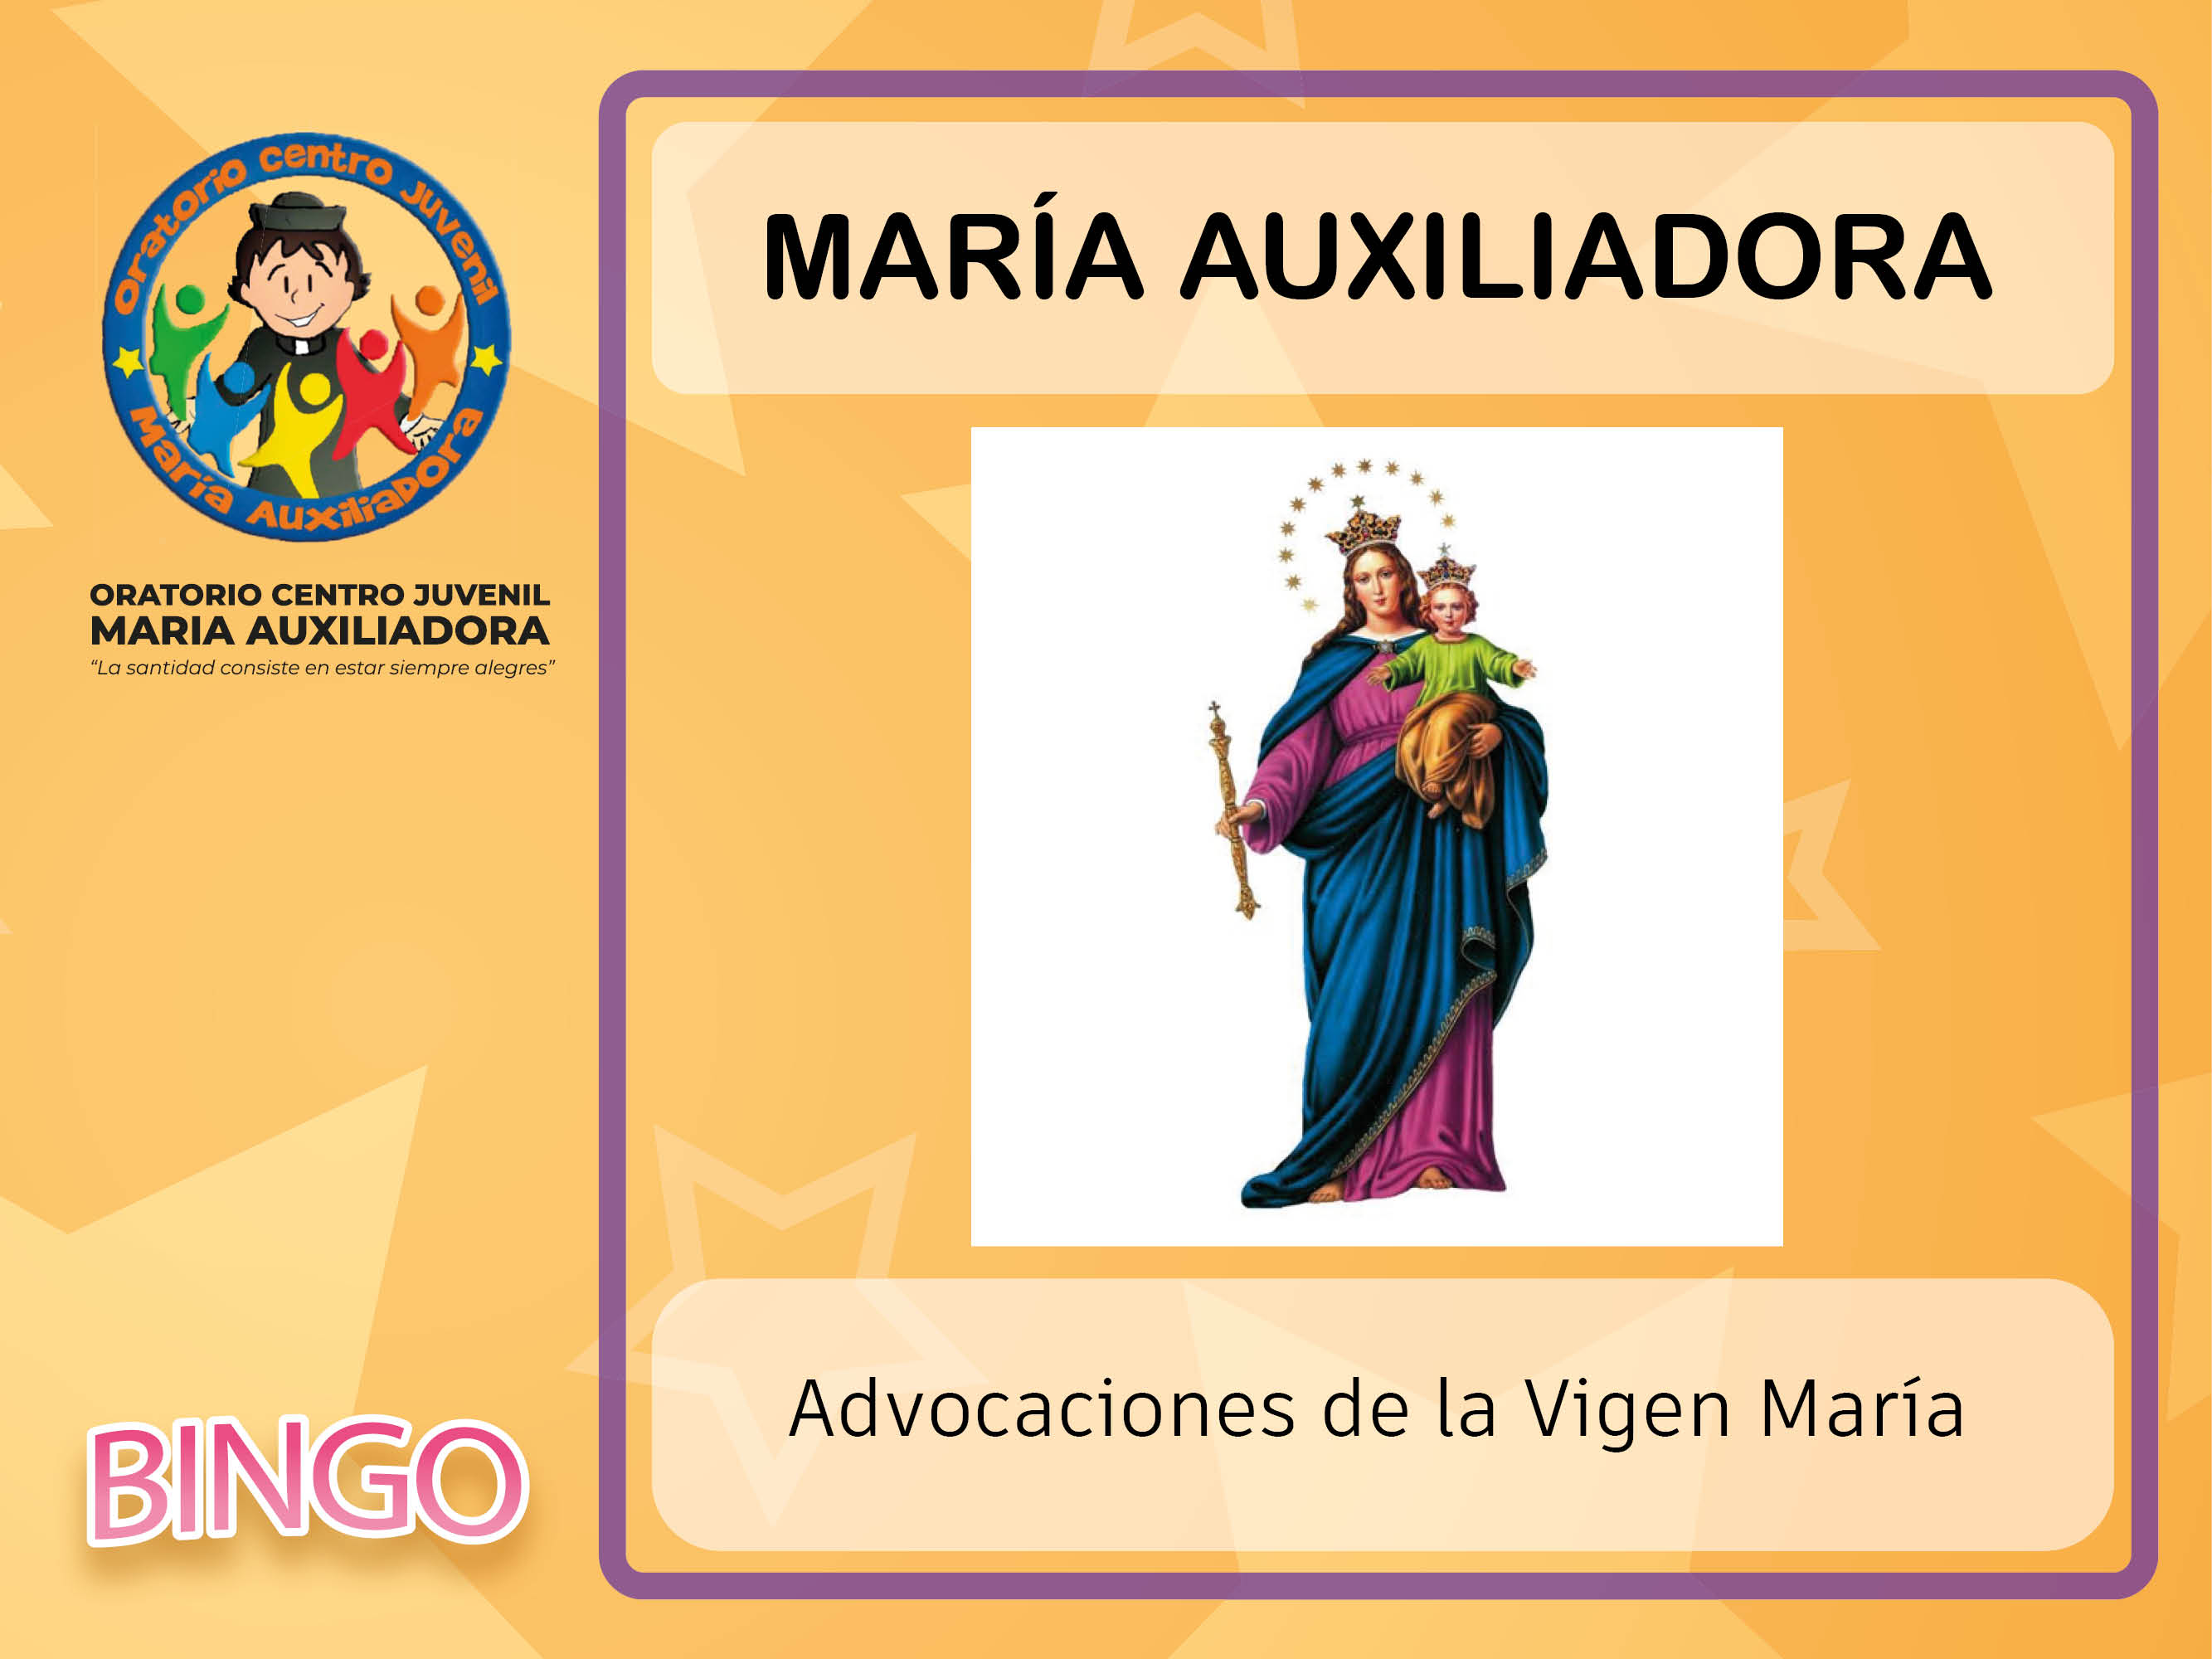 Oratorio Centro Juvenil
María Auxiliadora
ORATORIO CENTRO JUVENIL
MARIA AUXILIADORA
“La santidad consiste en estar siempre alegres”
BINGO
MARÍA AUXILIADORA
Advocaciones de la Vigen María